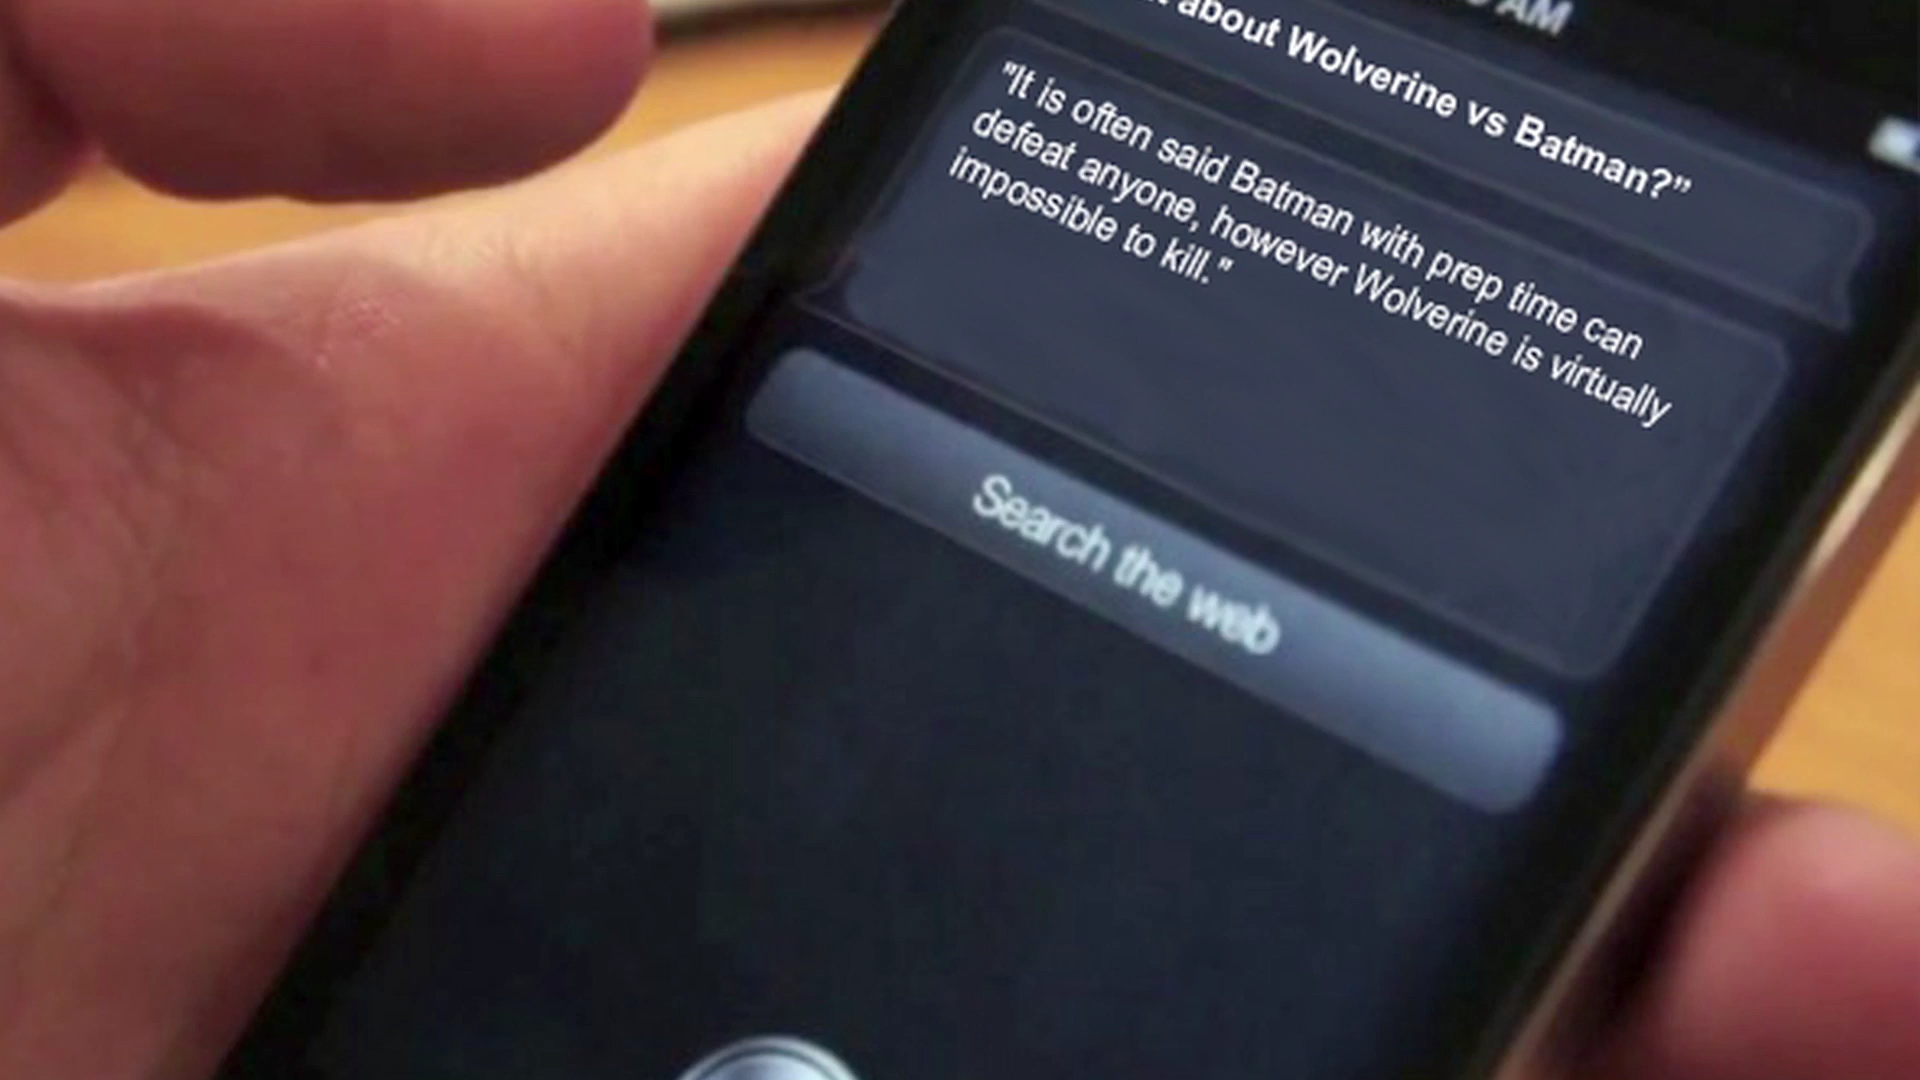 about Wolverine vs Batman?”
"It is often said Batman with prep time can
defeat anyone, however Wolverine is virtually
impossible to kill."
Search the web
AM